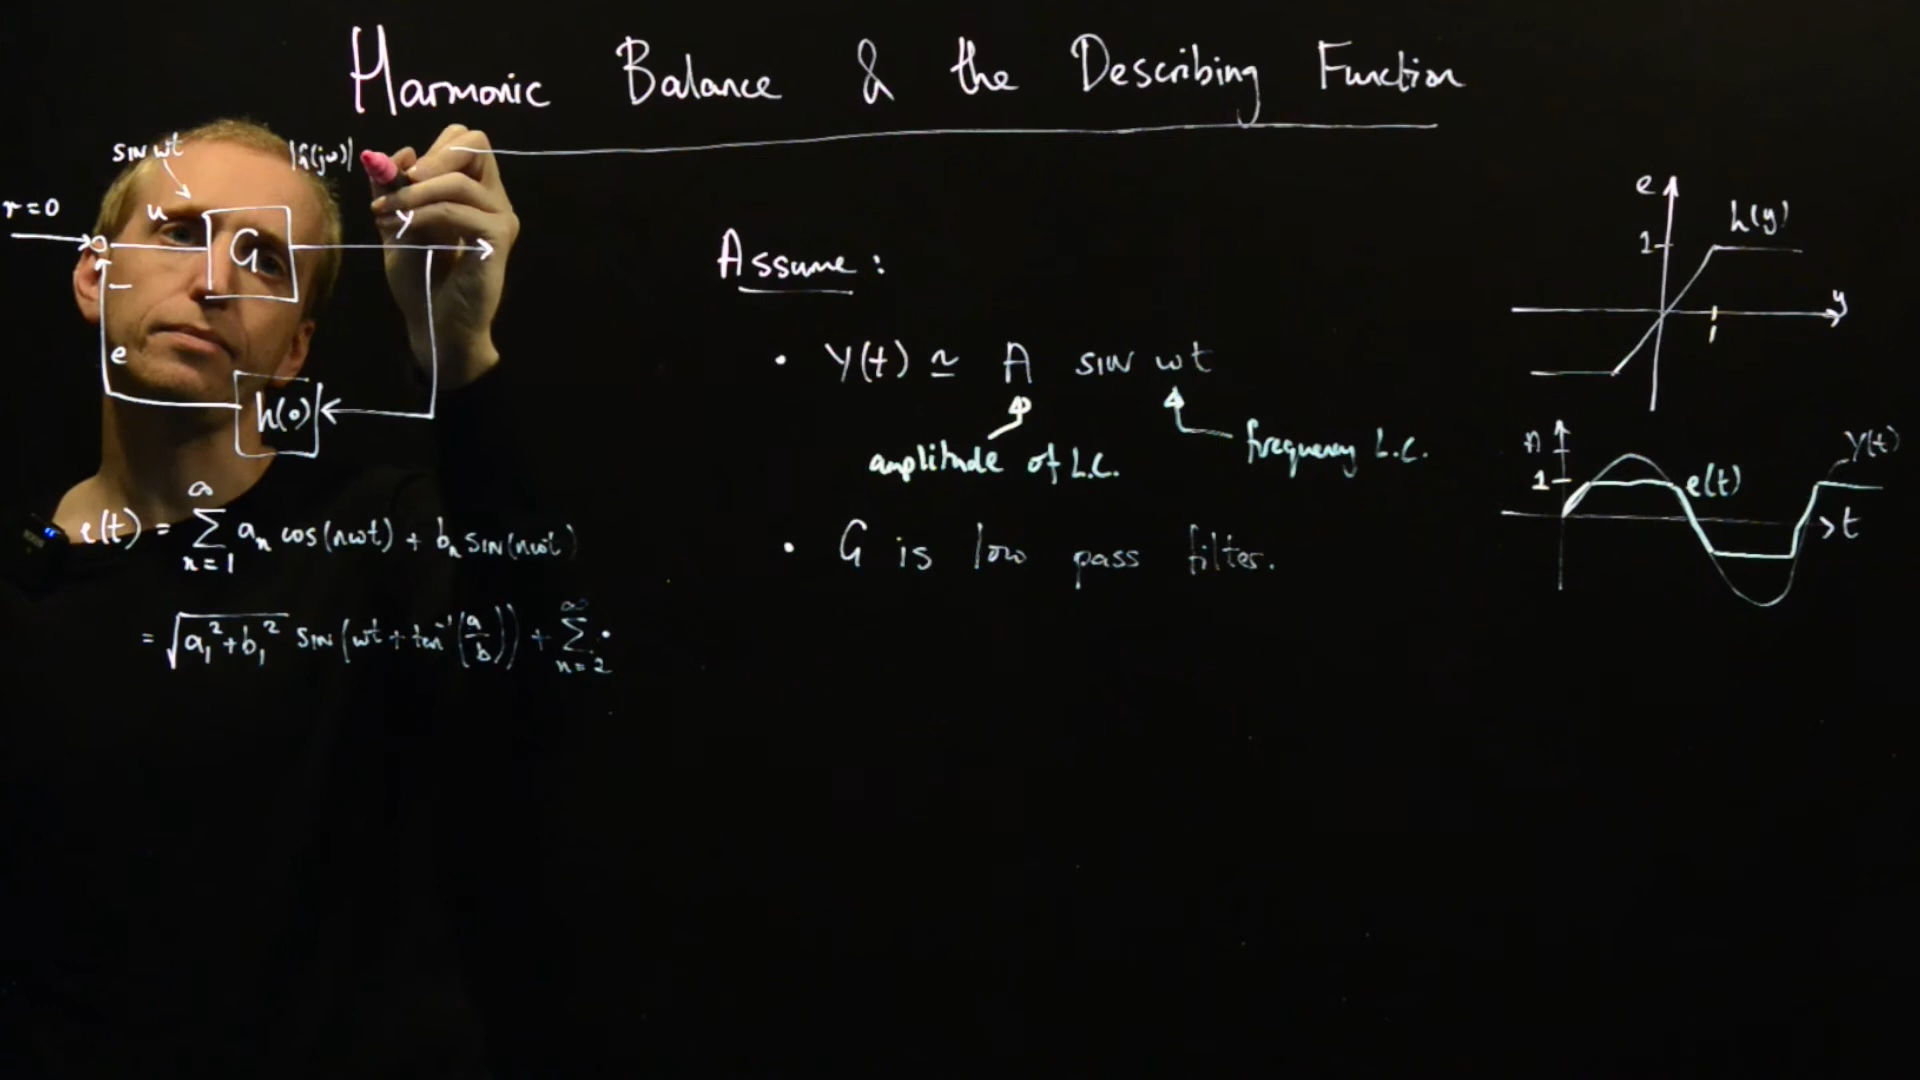 Harmonic Balance & the Describing Function
sin ωt
|G(jω)|
r=0
u
G
y
−
e
h(·)
e(t) = ∑ₙ₌₁^∞ aₙ cos(nωt) + bₙ sin(nωt)
= √(a₁² + b₁²) sin(ωt + tan⁻¹(a/b)) + ∑ₙ₌₂^∞ ·
Assume:
• Y(t) ≃ A sin ωt
amplitude of L.C.
frequency L.C.
• G is low pass filter.
e
h(y)
1
y
1
A
Y(t)
1
e(t)
t